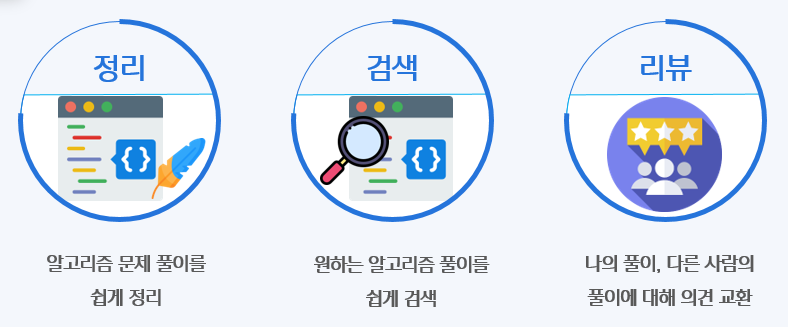 정리
검색
리뷰
{}
{}
알고리즘 문제 풀이를
쉽게 정리
원하는 알고리즘 풀이를
쉽게 검색
나의 풀이, 다른 사람의
풀이에 대해 의견 교환